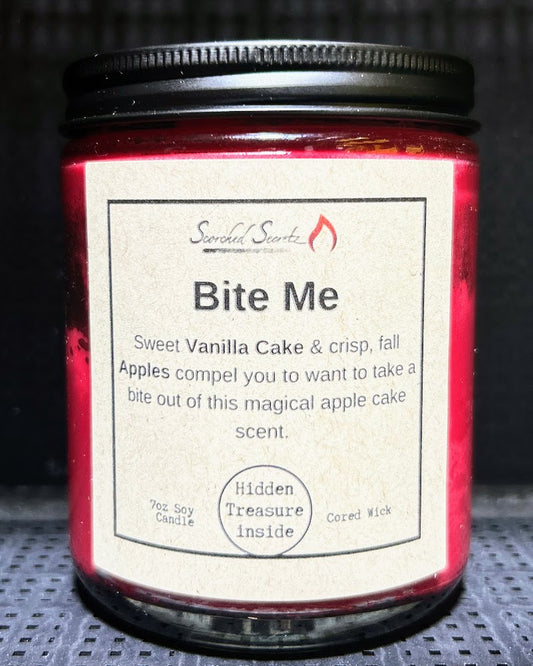 Scorched Secretz
Bite Me
Sweet Vanilla Cake & crisp, fall
Apples compel you to want to take a
bite out of this magical apple cake
scent.
7oz Soy
Candle
Hidden
Treasure
inside
Cored Wick